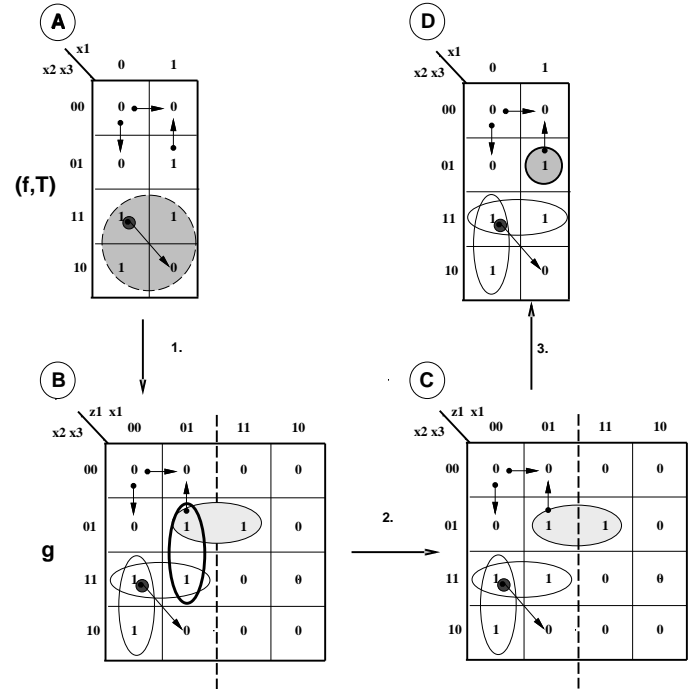 A
x1
x2 x3
0 1
00 0 0
01 0 1
(f,T)
11 1 1
10 1 0
D
x1
x2 x3
0 1
00 0 0
01 0 1
11 1 1
10 1 0
1.
3.
B
z1 x1
x2 x3
00 01 11 10
00 0 0 0 0
01 0 1 1 0
g
11 1 1 0 0
10 1 0 0 0
2.
C
z1 x1
x2 x3
00 01 11 10
00 0 0 0 0
01 0 1 1 0
11 1 1 0 0
10 1 0 0 0